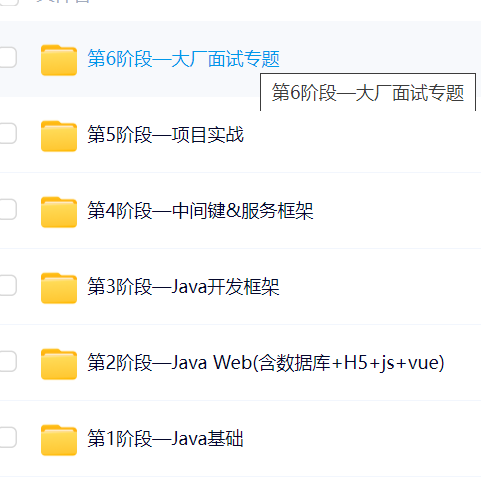 第6阶段—大厂面试专题
第6阶段—大厂面试专题
第5阶段—项目实战
第4阶段—中间键&服务框架
第3阶段—Java开发框架
第2阶段—Java Web(含数据库+H5+js+vue)
第1阶段—Java基础